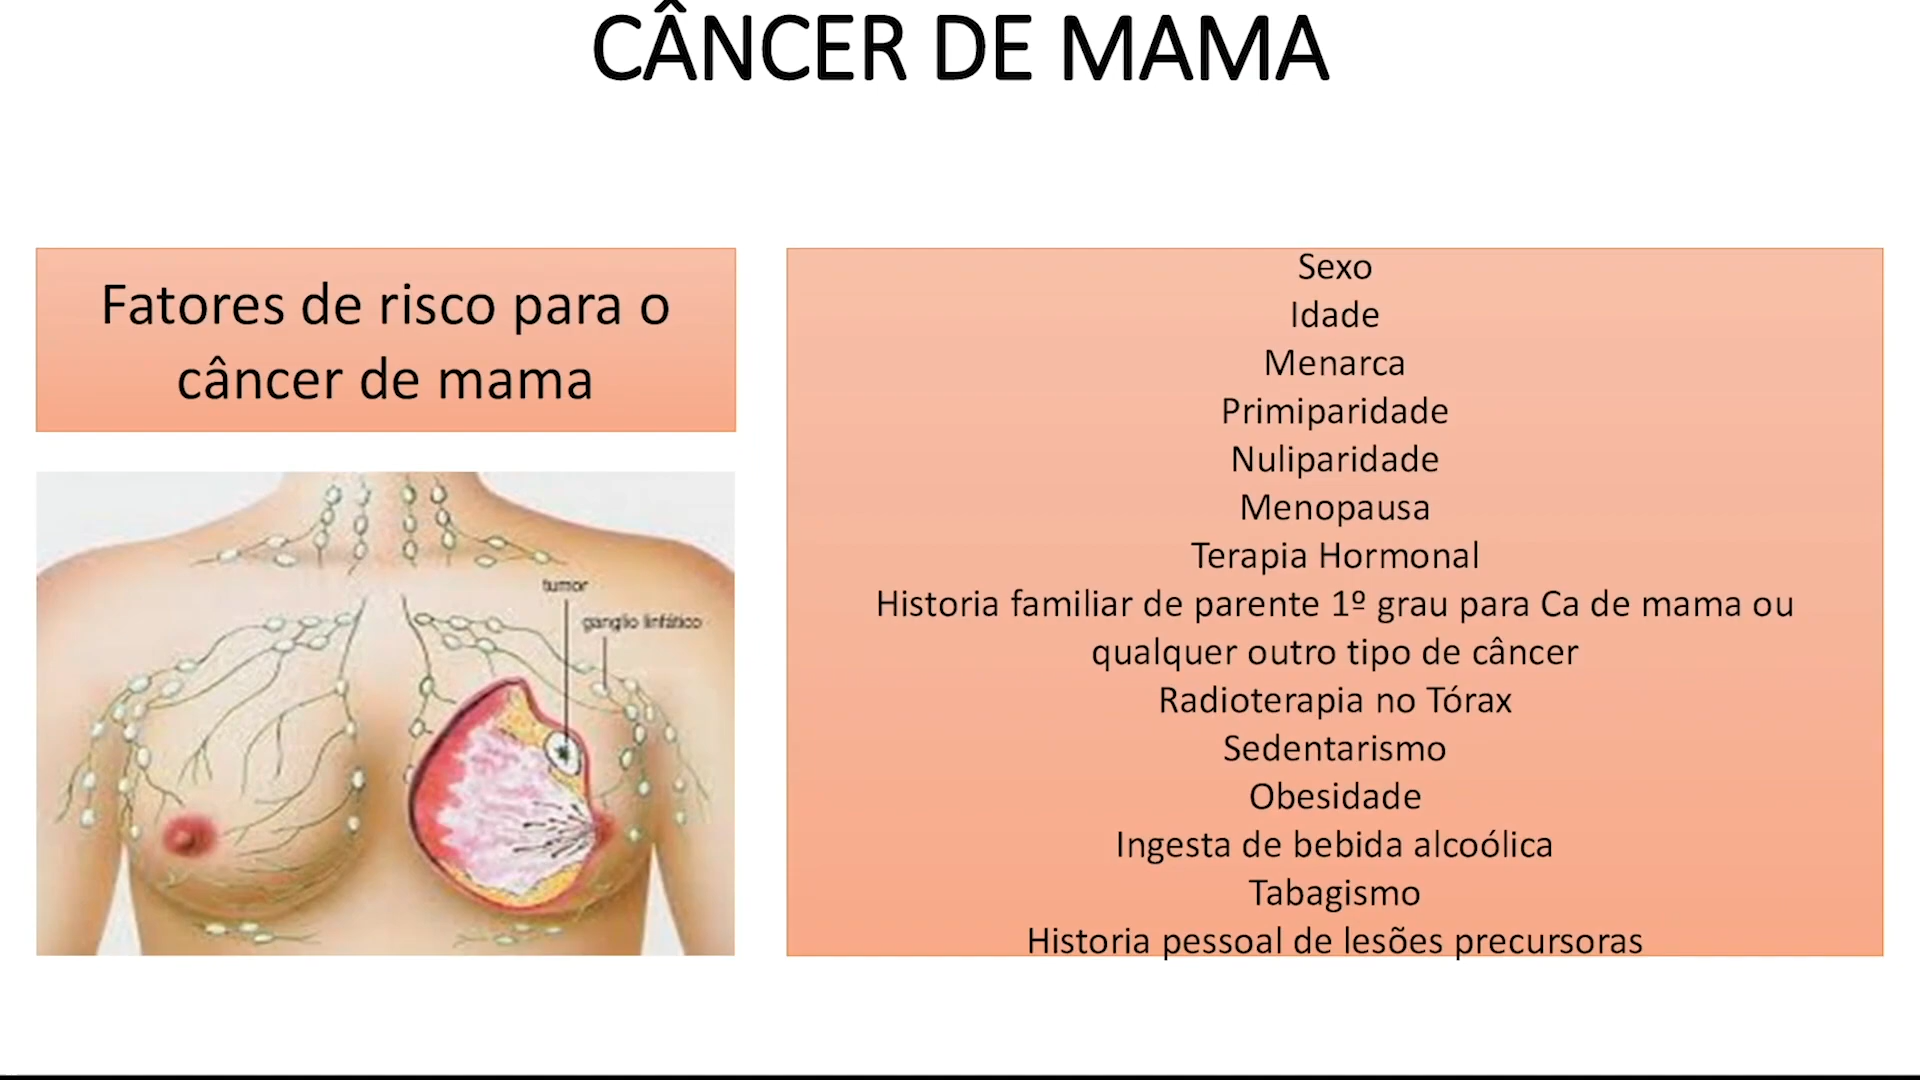 CÂNCER DE MAMA
Fatores de risco para o
câncer de mama
tumor
ganglio linfático
Sexo
Idade
Menarca
Primiparidade
Nuliparidade
Menopausa
Terapia Hormonal
Historia familiar de parente 1º grau para Ca de mama ou
qualquer outro tipo de câncer
Radioterapia no Tórax
Sedentarismo
Obesidade
Ingesta de bebida alcoólica
Tabagismo
Historia pessoal de lesões precursoras